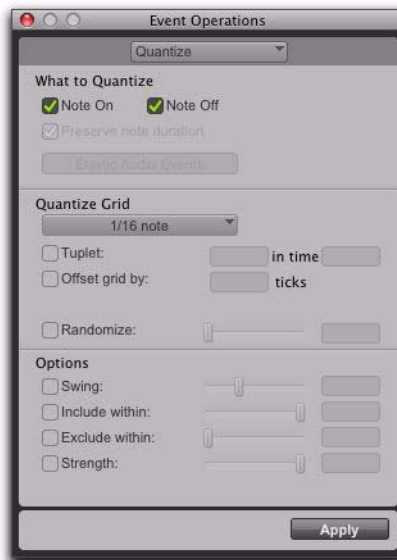 Event Operations
Quantize
What to Quantize
Note On Note Off
Preserve note duration
Elastic Audio Events
Quantize Grid
1/16 note
Tuplet: in time
Offset grid by: ticks
Randomize:
Options
Swing:
Include within:
Exclude within:
Strength:
Apply